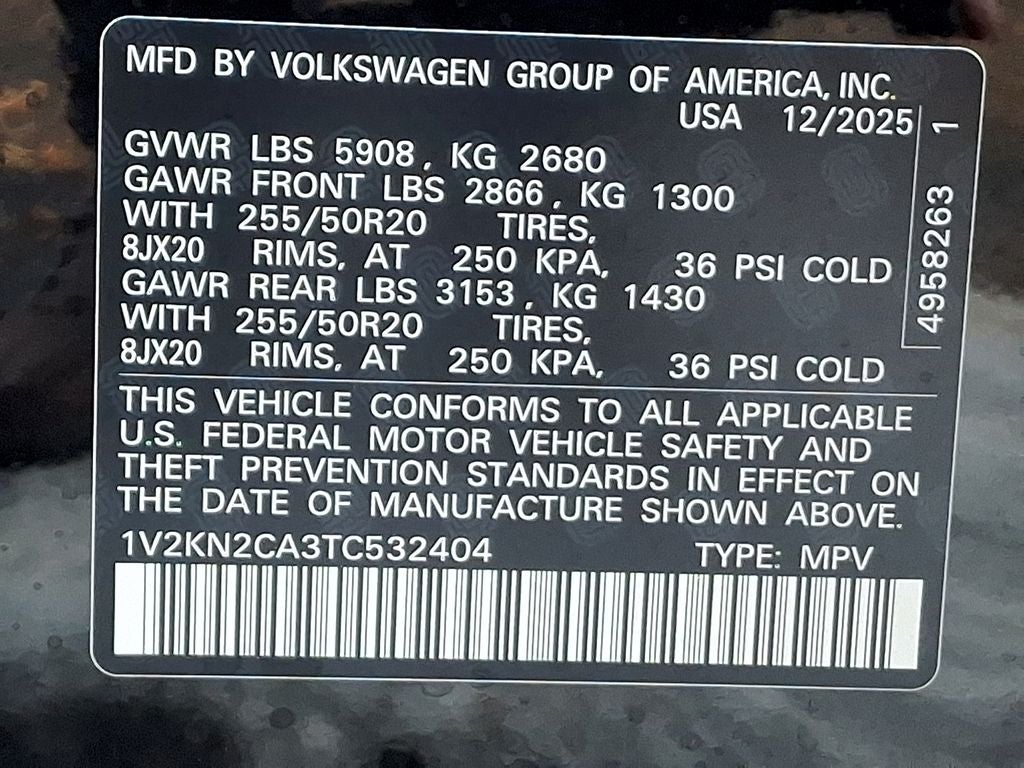 MFD BY VOLKSWAGEN GROUP OF AMERICA, INC.
USA 12/2025
GVWR LBS 5908, KG 2680
GAWR FRONT LBS 2866, KG 1300
WITH 255/50R20 TIRES,
8JX20 RIMS, AT 250 KPA, 36 PSI COLD
GAWR REAR LBS 3153, KG 1430
WITH 255/50R20 TIRES,
8JX20 RIMS, AT 250 KPA, 36 PSI COLD
THIS VEHICLE CONFORMS TO ALL APPLICABLE
U.S. FEDERAL MOTOR VEHICLE SAFETY AND
THEFT PREVENTION STANDARDS IN EFFECT ON
THE DATE OF MANUFACTURE SHOWN ABOVE.
1V2KN2CA3TC532404 TYPE: MPV
4958263 1